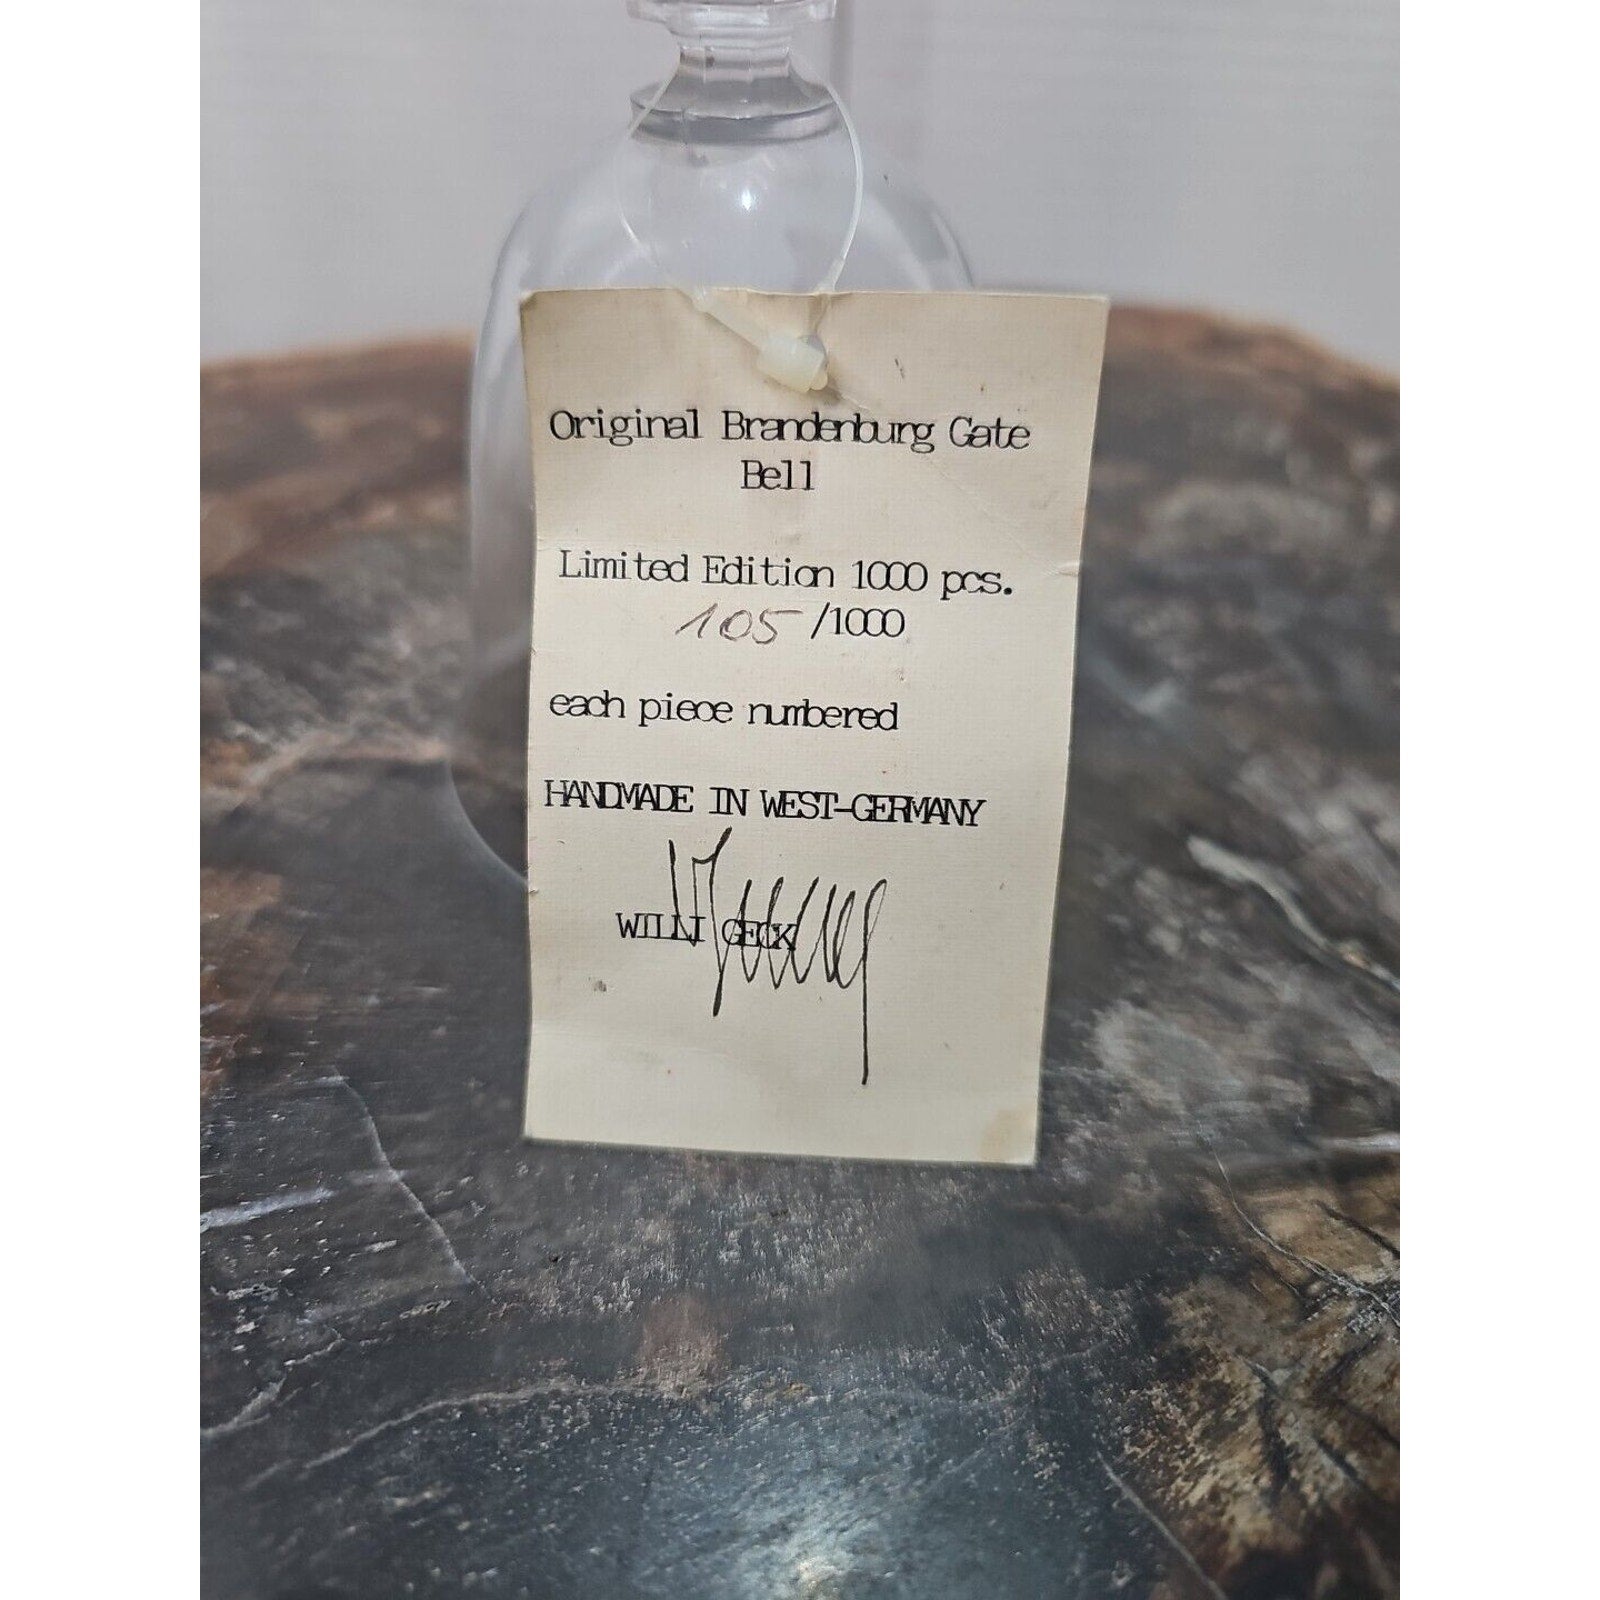 Original Brandenburg Gate
Bell
Limited Edition 1000 pcs.
105/1000
each piece numbered
HANDMADE IN WEST-GERMANY
WILLI GECK